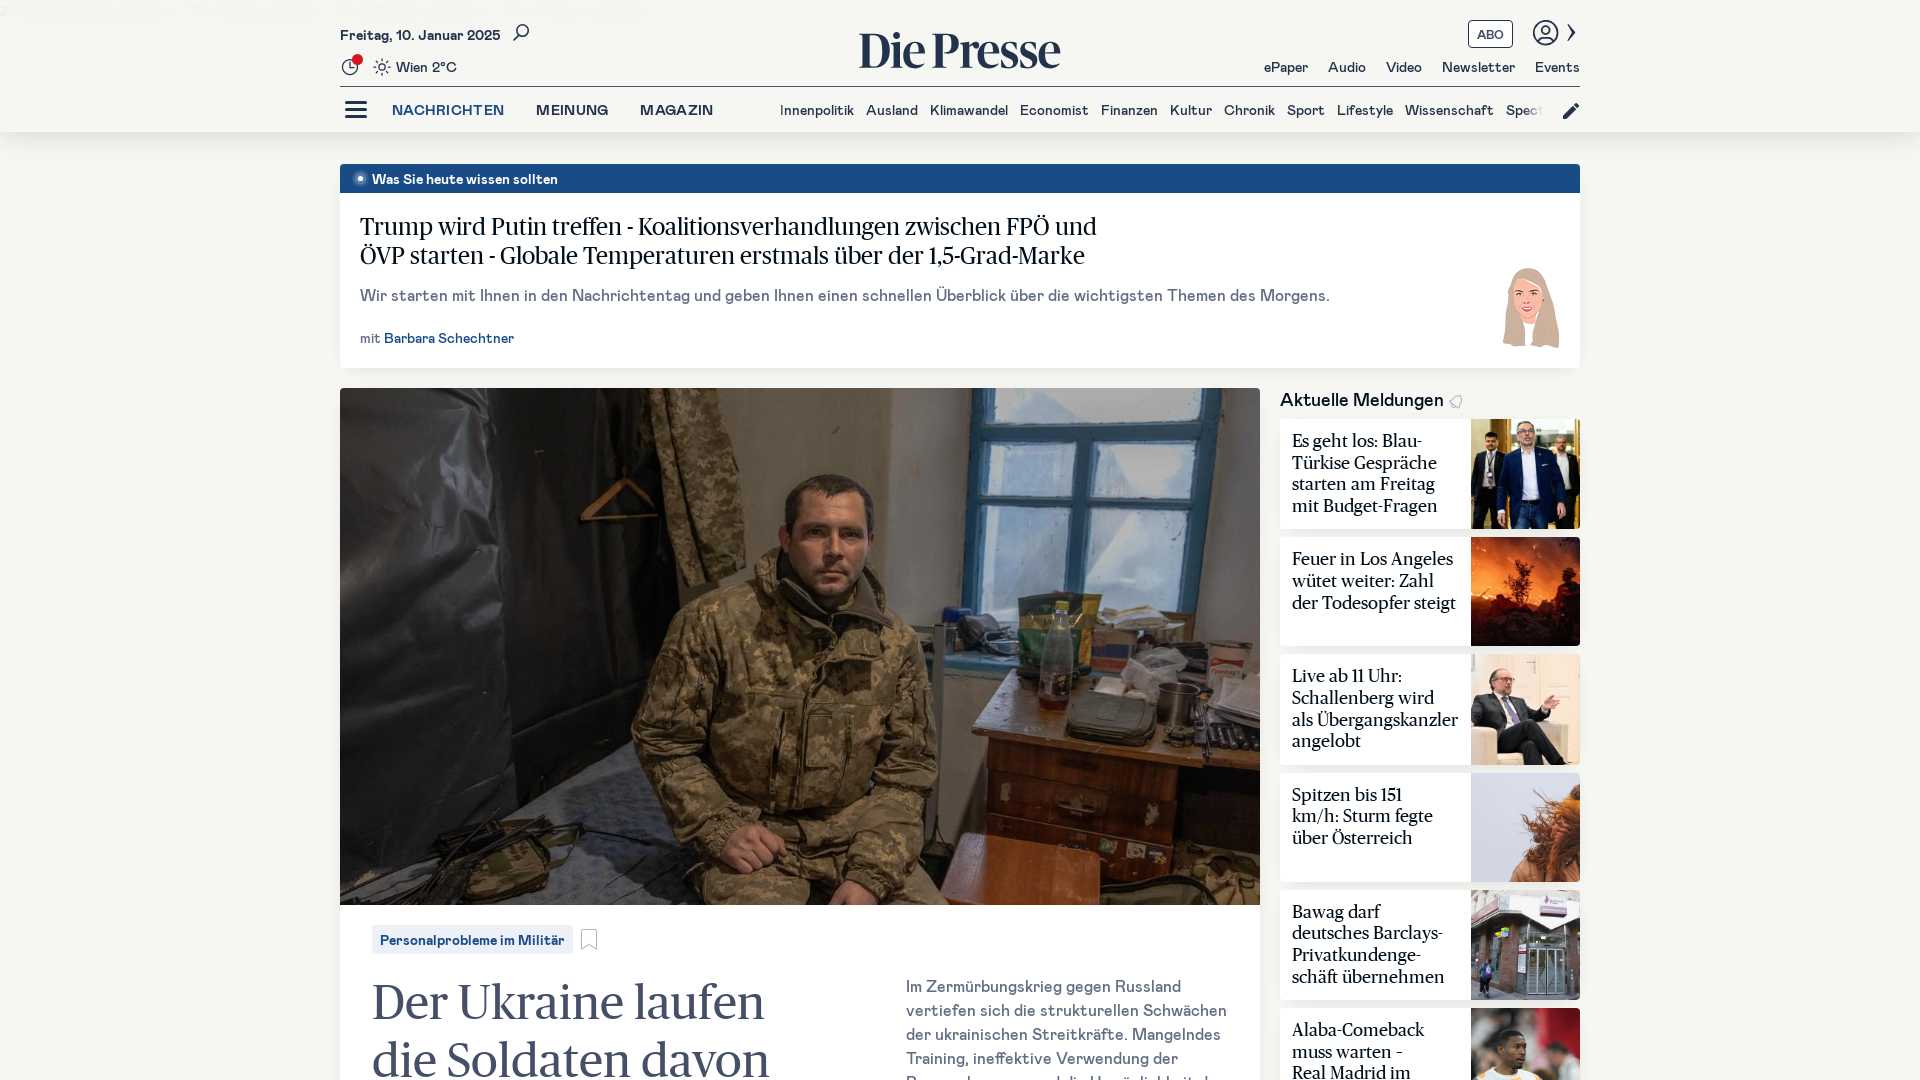 Freitag, 10. Januar 2025
Wien 2°C
Die Presse
ABO
ePaper Audio Video Newsletter Events
NACHRICHTEN MEINUNG MAGAZIN
Innenpolitik Ausland Klimawandel Economist Finanzen Kultur Chronik Sport Lifestyle Wissenschaft Spect
Was Sie heute wissen sollten
Trump wird Putin treffen - Koalitionsverhandlungen zwischen FPÖ und
ÖVP starten - Globale Temperaturen erstmals über der 1,5-Grad-Marke
Wir starten mit Ihnen in den Nachrichtentag und geben Ihnen einen schnellen Überblick über die wichtigsten Themen des Morgens.
mit Barbara Schechtner
Personalprobleme im Militär
Der Ukraine laufen
die Soldaten davon
Im Zermürbungskrieg gegen Russland
vertiefen sich die strukturellen Schwächen
der ukrainischen Streitkräfte. Mangelndes
Training, ineffektive Verwendung der
Aktuelle Meldungen
Es geht los: Blau-
Türkise Gespräche
starten am Freitag
mit Budget-Fragen
Feuer in Los Angeles
wütet weiter: Zahl
der Todesopfer steigt
Live ab 11 Uhr:
Schallenberg wird
als Übergangskanzler
angelobt
Spitzen bis 151
km/h: Sturm fegte
über Österreich
Bawag darf
deutsches Barclays-
Privatkundenge-
schäft übernehmen
Alaba-Comeback
muss warten –
Real Madrid im